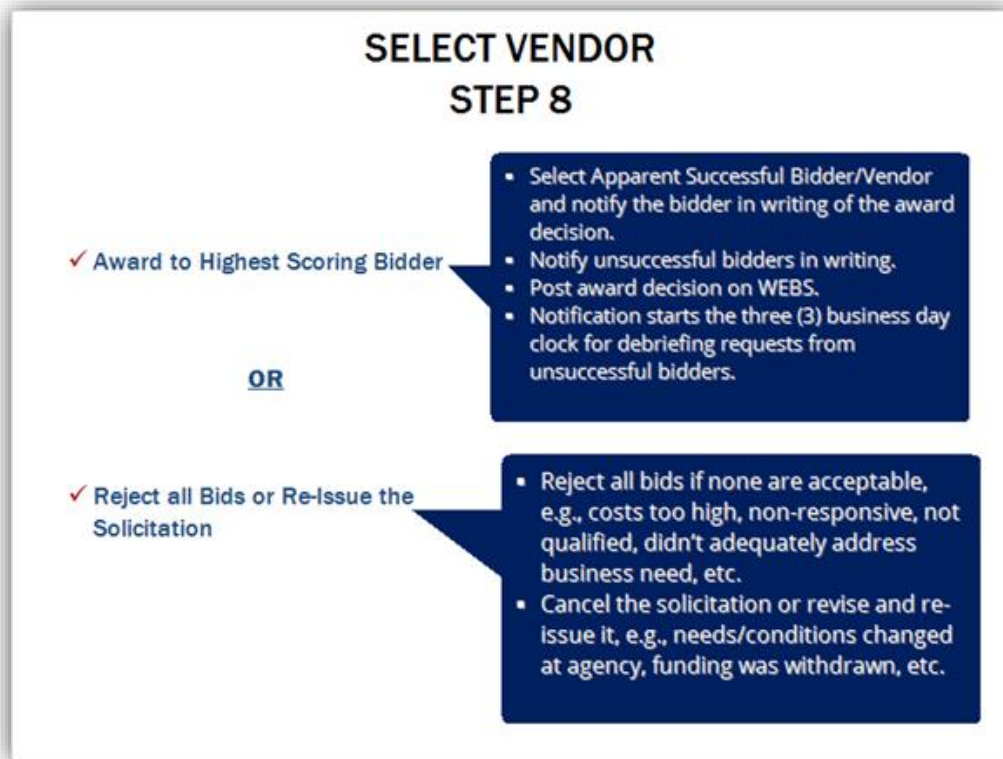 SELECT VENDOR
STEP 8
✓ Award to Highest Scoring Bidder
▪ Select Apparent Successful Bidder/Vendor
and notify the bidder in writing of the award
decision.
▪ Notify unsuccessful bidders in writing.
▪ Post award decision on WEBS.
▪ Notification starts the three (3) business day
clock for debriefing requests from
unsuccessful bidders.
OR
✓ Reject all Bids or Re-Issue the
Solicitation
▪ Reject all bids if none are acceptable,
e.g., costs too high, non-responsive, not
qualified, didn't adequately address
business need, etc.
▪ Cancel the solicitation or revise and re-
issue it, e.g., needs/conditions changed
at agency, funding was withdrawn, etc.